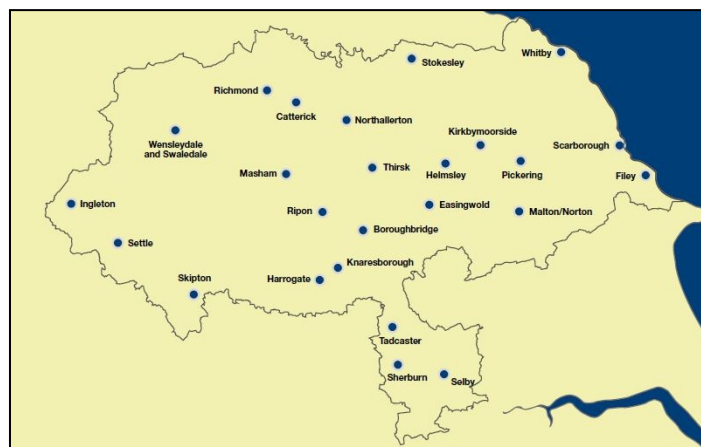 Whitby
Stokesley
Richmond
Catterick
Northallerton
Wensleydale
and Swaledale
Kirkbymoorside
Scarborough
Masham
Thirsk
Helmsley
Pickering
Filey
Ingleton
Ripon
Easingwold
Malton/Norton
Boroughbridge
Settle
Knaresborough
Skipton
Harrogate
Tadcaster
Sherburn
Selby